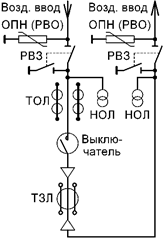 Возд. ввод Возд. ввод
ОПН (РВО) ОПН (РВО)
РВЗ РВЗ
ТОЛ НОЛ НОЛ
Выклю-
чатель
ТЗЛ